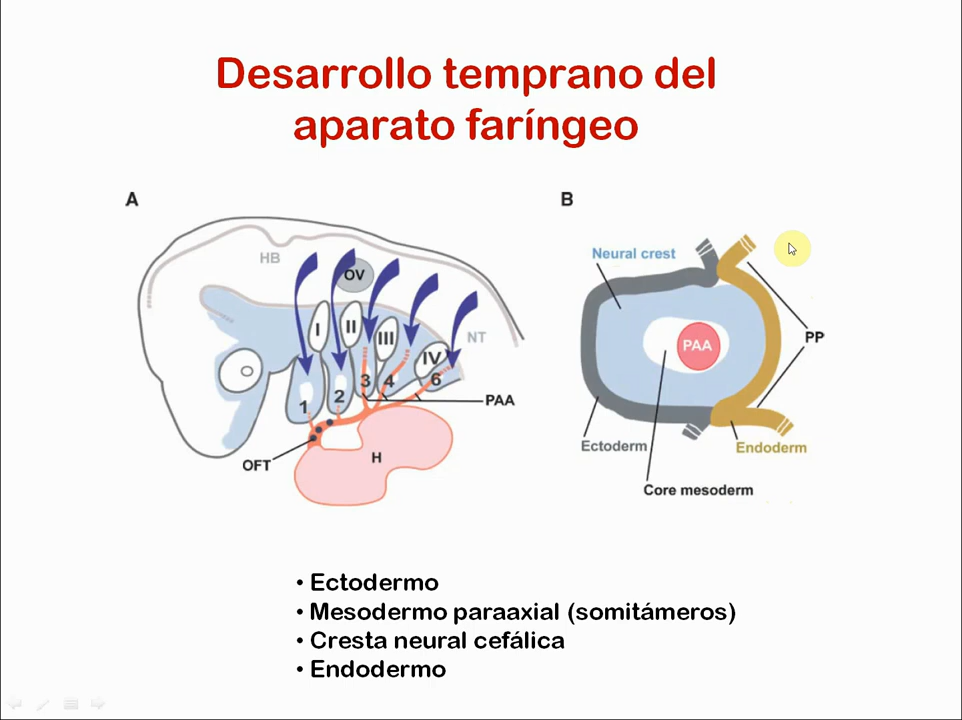 Desarrollo temprano del
aparato faríngeo
A
HB
OV
I
II
III
IV
NT
1
2
3
4
6
PAA
OFT
H
B
Neural crest
PAA
PP
Ectoderm
Endoderm
Core mesoderm
• Ectodermo
• Mesodermo paraaxial (somitámeros)
• Cresta neural cefálica
• Endodermo